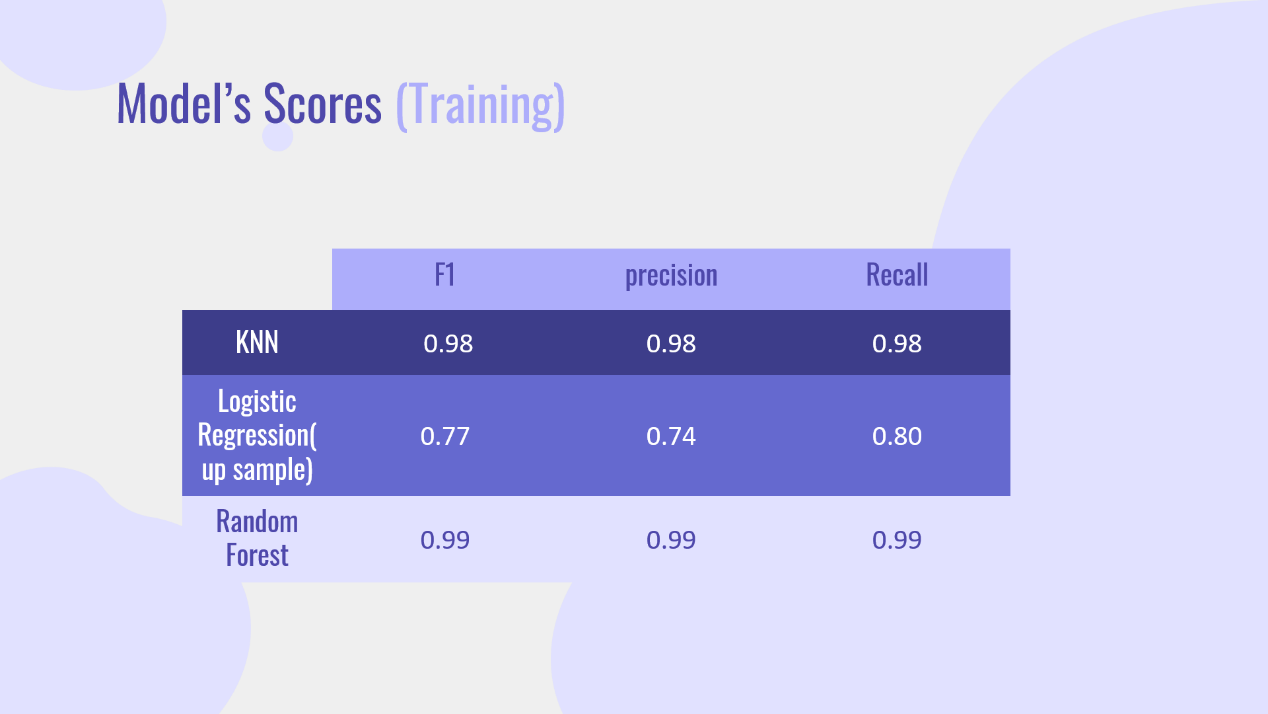 Model’s Scores (Training)
F1 precision Recall
KNN 0.98 0.98 0.98
Logistic
Regression(
up sample) 0.77 0.74 0.80
Random
Forest 0.99 0.99 0.99